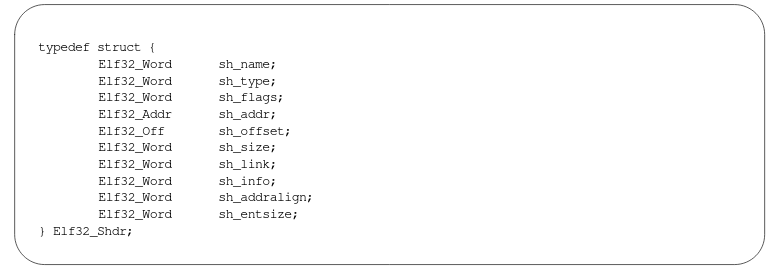 typedef struct {
Elf32_Word sh_name;
Elf32_Word sh_type;
Elf32_Word sh_flags;
Elf32_Addr sh_addr;
Elf32_Off sh_offset;
Elf32_Word sh_size;
Elf32_Word sh_link;
Elf32_Word sh_info;
Elf32_Word sh_addralign;
Elf32_Word sh_entsize;
} Elf32_Shdr;